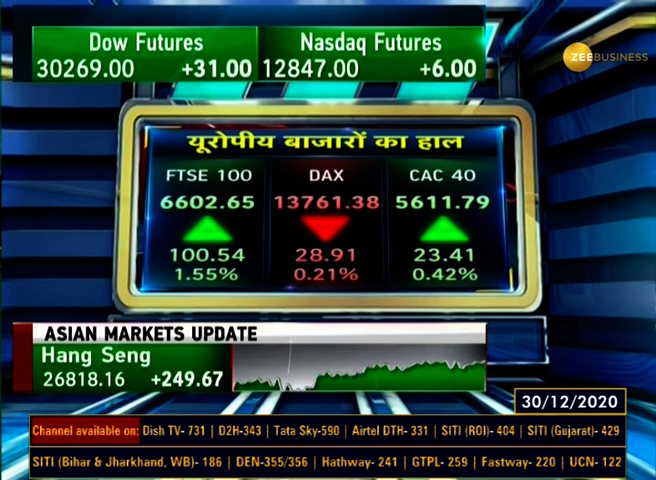 Dow Futures
30269.00 +31.00
Nasdaq Futures
12847.00 +6.00
ZEE BUSINESS
यूरोपीय बाजारों का हाल
FTSE 100 DAX CAC 40
6602.65 13761.38 5611.79
100.54 28.91 23.41
1.55% 0.21% 0.42%
ASIAN MARKETS UPDATE
Hang Seng
26818.16 +249.67
30/12/2020
Channel available on: Dish TV- 731 | D2H-343 | Tata Sky-590 | Airtel DTH- 331 | SITI (ROI)- 404 | SITI (Gujarat)- 429
SITI (Bihar & Jharkhand, WB)- 186 | DEN-355/356 | Hathway- 241 | GTPL- 259 | Fastway- 220 | UCN- 122